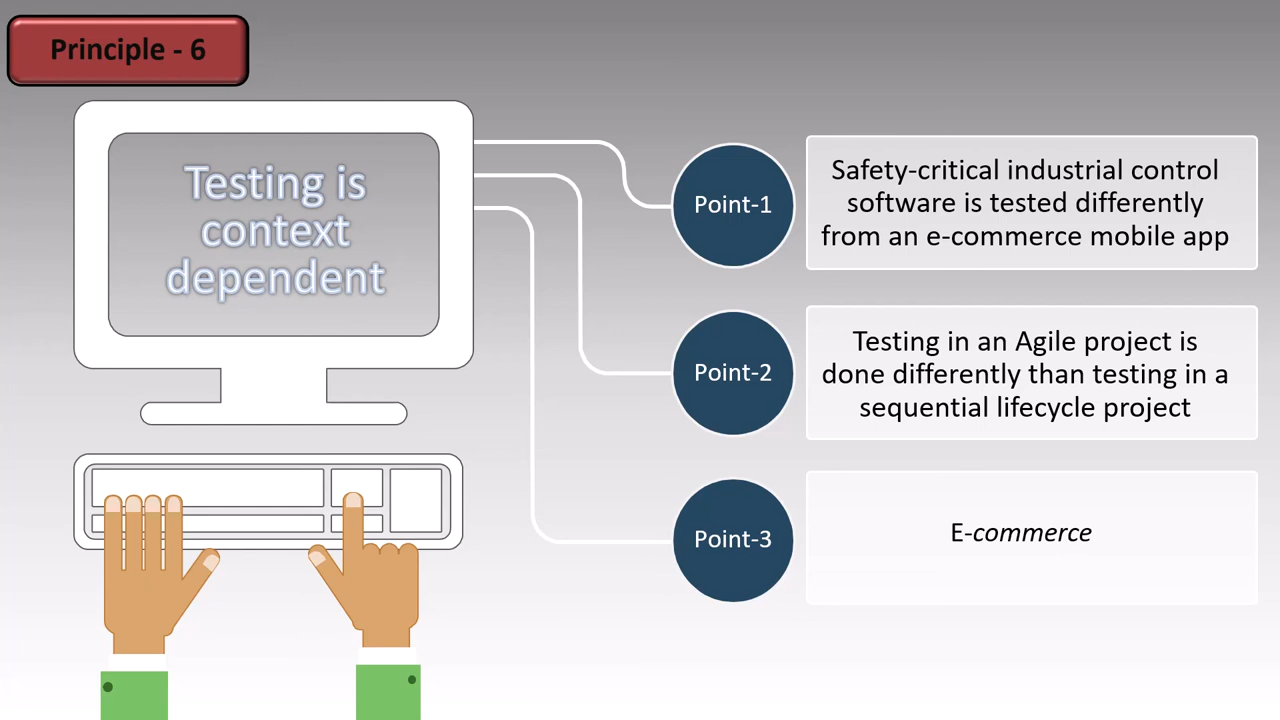 Principle - 6
Testing is
context
dependent
Point-1
Safety-critical industrial control
software is tested differently
from an e-commerce mobile app
Point-2
Testing in an Agile project is
done differently than testing in a
sequential lifecycle project
Point-3
E-commerce